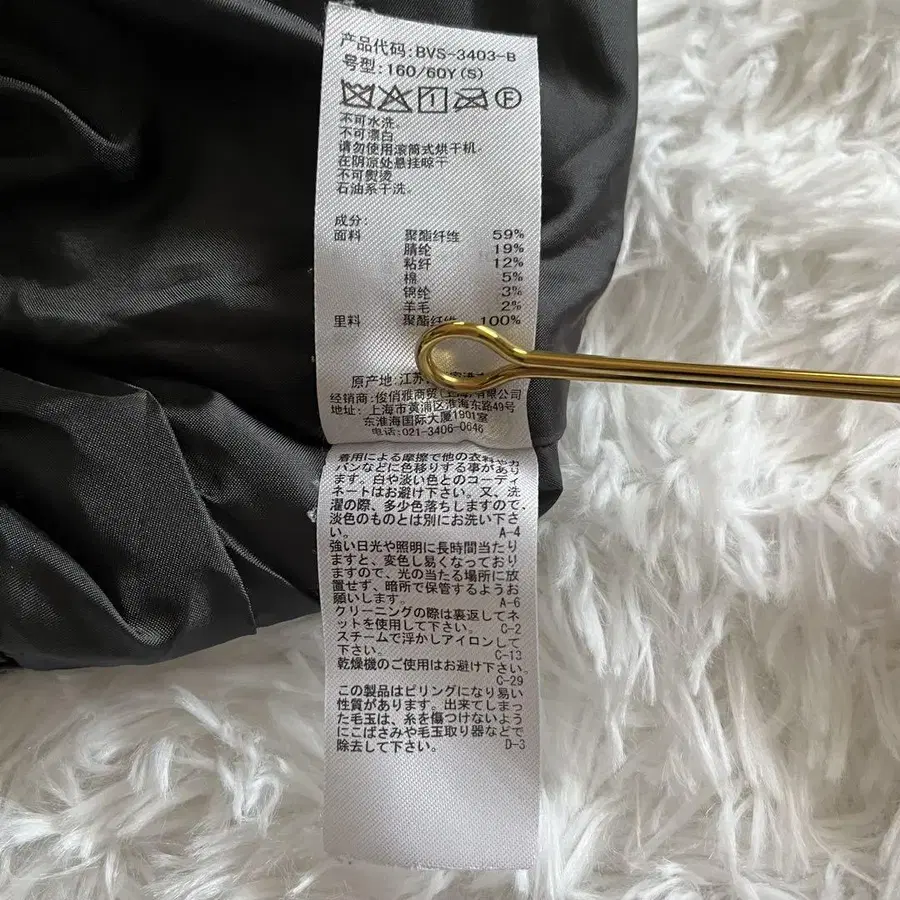 产品代码: BVS-3403-B
号型: 160/60Y(S)
1 F
不可水洗。
不可漂白
请勿使用滚筒式烘干机。
在阴凉处悬挂晾干
不可熨烫
石油系干洗。
成分:
面料 聚酯纤维 59%
腈纶 19%
粘纤 12%
棉 5%
锦纶 3%
羊毛 2%
里料 聚酯纤维 100%
原产地: 江苏
经销商: 俊俏雅商贸 有限公司
地址: 上海市黄浦区淮海东路49号
东淮海国际大厦1901室
电话:021-3406-0646
着用による摩擦で他の衣料やカ
バンなどに色移りする事があり
ます。白や淡い色とのコーディ
ネートはお避け下さい。又、洗
濯の際、多少色落ちしますので、
淡色のものとは別にお洗い下さ
い。 A-4
強い日光や照明に長時間当たり
ますと、変色し易くなっており
ますので、光の当たる場所に放
置せず、暗所で保管するようお
願いします。 A-6
クリーニングの際は裏返してネ
ットを使用して下さい。 C-2
スチームで浮かしアイロンして
下さい。 C-13
乾燥機のご使用はお避け下さい。
C-29
この製品はピリングになり易い
性質があります。出来てしまっ
た毛玉は、糸を傷つけないよう
にこばさみや毛玉取り器などで
除去して下さい。 D-3